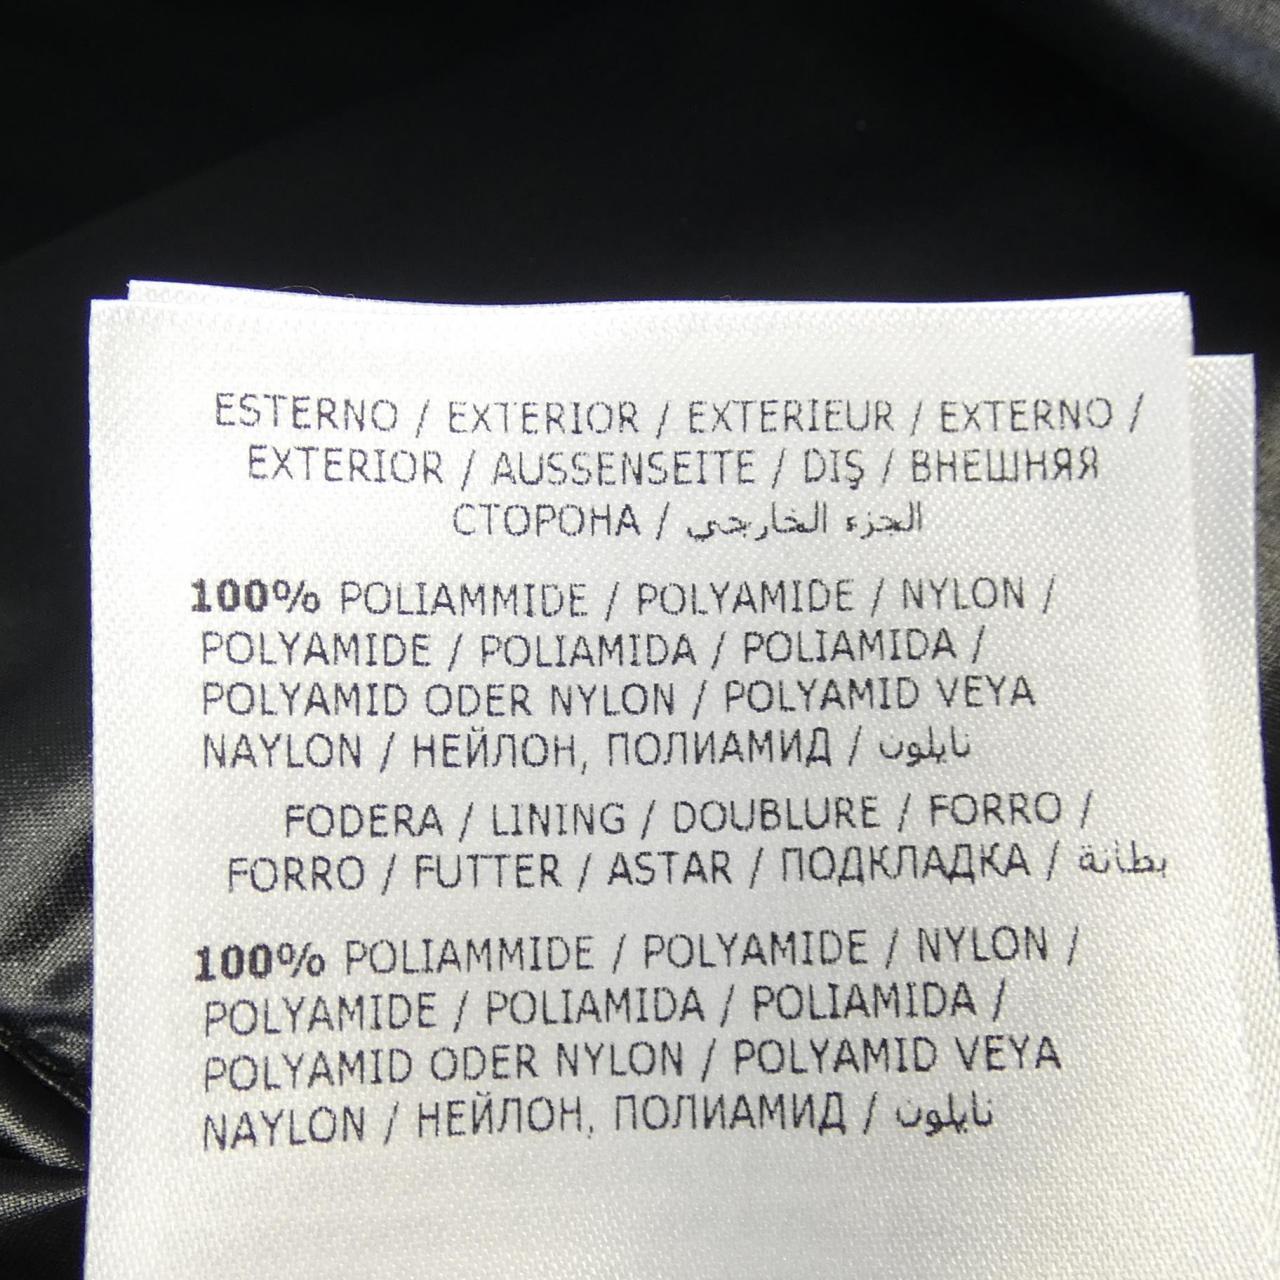 ESTERNO / EXTERIOR / EXTERIEUR / EXTERNO /
EXTERIOR / AUSSENSEITE / DIŞ / ВНЕШНЯЯ
СТОРОНА / الجزء الخارجي
100% POLIAMMIDE / POLYAMIDE / NYLON /
POLYAMIDE / POLIAMIDA / POLIAMIDA /
POLYAMID ODER NYLON / POLYAMID VEYA
NAYLON / НЕЙЛОН, ПОЛИАМИД / نايلون
FODERA / LINING / DOUBLURE / FORRO /
FORRO / FUTTER / ASTAR / ПОДКЛАДКА / بطانة
100% POLIAMMIDE / POLYAMIDE / NYLON /
POLYAMIDE / POLIAMIDA / POLIAMIDA /
POLYAMID ODER NYLON / POLYAMID VEYA
NAYLON / НЕЙЛОН, ПОЛИАМИД / نايلون